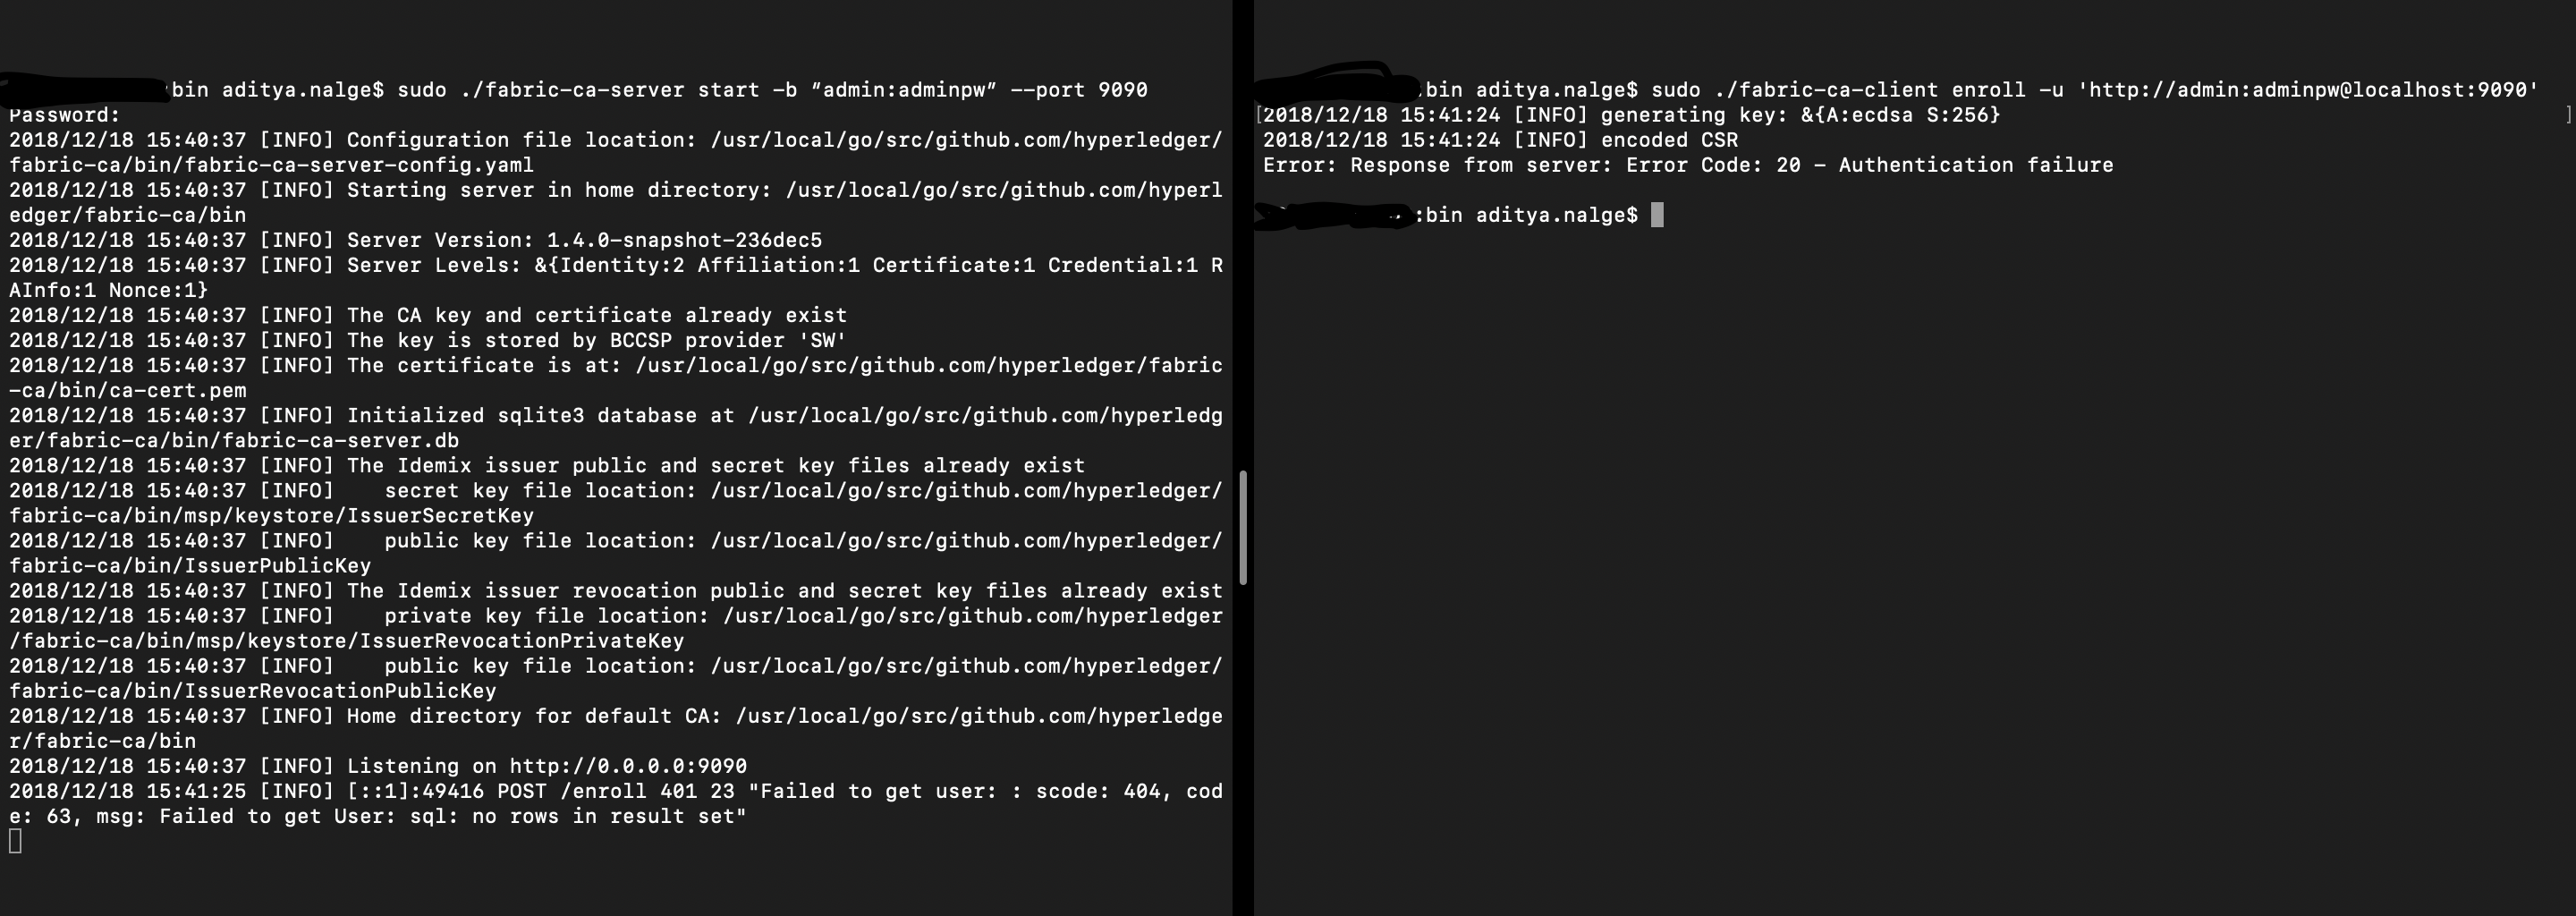 bin aditya.nalge$ sudo ./fabric-ca-server start -b “admin:adminpw” --port 9090
Password:
2018/12/18 15:40:37 [INFO] Configuration file location: /usr/local/go/src/github.com/hyperledger/
fabric-ca/bin/fabric-ca-server-config.yaml
2018/12/18 15:40:37 [INFO] Starting server in home directory: /usr/local/go/src/github.com/hyperl
edger/fabric-ca/bin
2018/12/18 15:40:37 [INFO] Server Version: 1.4.0-snapshot-236dec5
2018/12/18 15:40:37 [INFO] Server Levels: &{Identity:2 Affiliation:1 Certificate:1 Credential:1 R
AInfo:1 Nonce:1}
2018/12/18 15:40:37 [INFO] The CA key and certificate already exist
2018/12/18 15:40:37 [INFO] The key is stored by BCCSP provider 'SW'
2018/12/18 15:40:37 [INFO] The certificate is at: /usr/local/go/src/github.com/hyperledger/fabric
-ca/bin/ca-cert.pem
2018/12/18 15:40:37 [INFO] Initialized sqlite3 database at /usr/local/go/src/github.com/hyperledg
er/fabric-ca/bin/fabric-ca-server.db
2018/12/18 15:40:37 [INFO] The Idemix issuer public and secret key files already exist
2018/12/18 15:40:37 [INFO]    secret key file location: /usr/local/go/src/github.com/hyperledger/
fabric-ca/bin/msp/keystore/IssuerSecretKey
2018/12/18 15:40:37 [INFO]    public key file location: /usr/local/go/src/github.com/hyperledger/
fabric-ca/bin/IssuerPublicKey
2018/12/18 15:40:37 [INFO] The Idemix issuer revocation public and secret key files already exist
2018/12/18 15:40:37 [INFO]    private key file location: /usr/local/go/src/github.com/hyperledger
/fabric-ca/bin/msp/keystore/IssuerRevocationPrivateKey
2018/12/18 15:40:37 [INFO]    public key file location: /usr/local/go/src/github.com/hyperledger/
fabric-ca/bin/IssuerRevocationPublicKey
2018/12/18 15:40:37 [INFO] Home directory for default CA: /usr/local/go/src/github.com/hyperledge
r/fabric-ca/bin
2018/12/18 15:40:37 [INFO] Listening on http://0.0.0.0:9090
2018/12/18 15:41:25 [INFO] [::1]:49416 POST /enroll 401 23 "Failed to get user: : scode: 404, cod
e: 63, msg: Failed to get User: sql: no rows in result set"
:bin aditya.nalge$ sudo ./fabric-ca-client enroll -u 'http://admin:adminpw@localhost:9090'
[2018/12/18 15:41:24 [INFO] generating key: &{A:ecdsa S:256} ]
2018/12/18 15:41:24 [INFO] encoded CSR
Error: Response from server: Error Code: 20 - Authentication failure
:bin aditya.nalge$